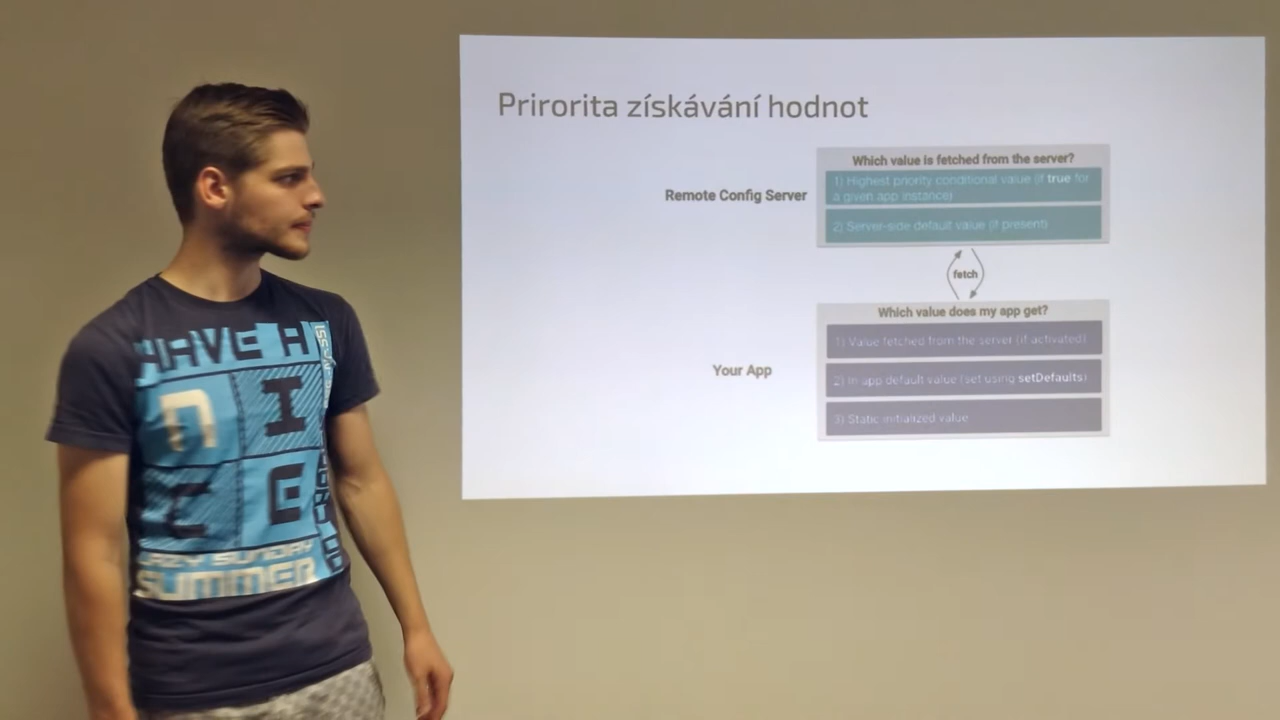 Prirorita získávání hodnot
Which value is fetched from the server?
Remote Config Server
1) Highest priority conditional value (if true for
a given app instance)
2) Server-side default value (if present)
fetch
Which value does my app get?
1) Value fetched from the server (if activated)
Your App
2) In app default value (set using setDefaults)
3) Static initialized value
HAVE A
N I
C E
LAZY SUNDAY
SUMMER